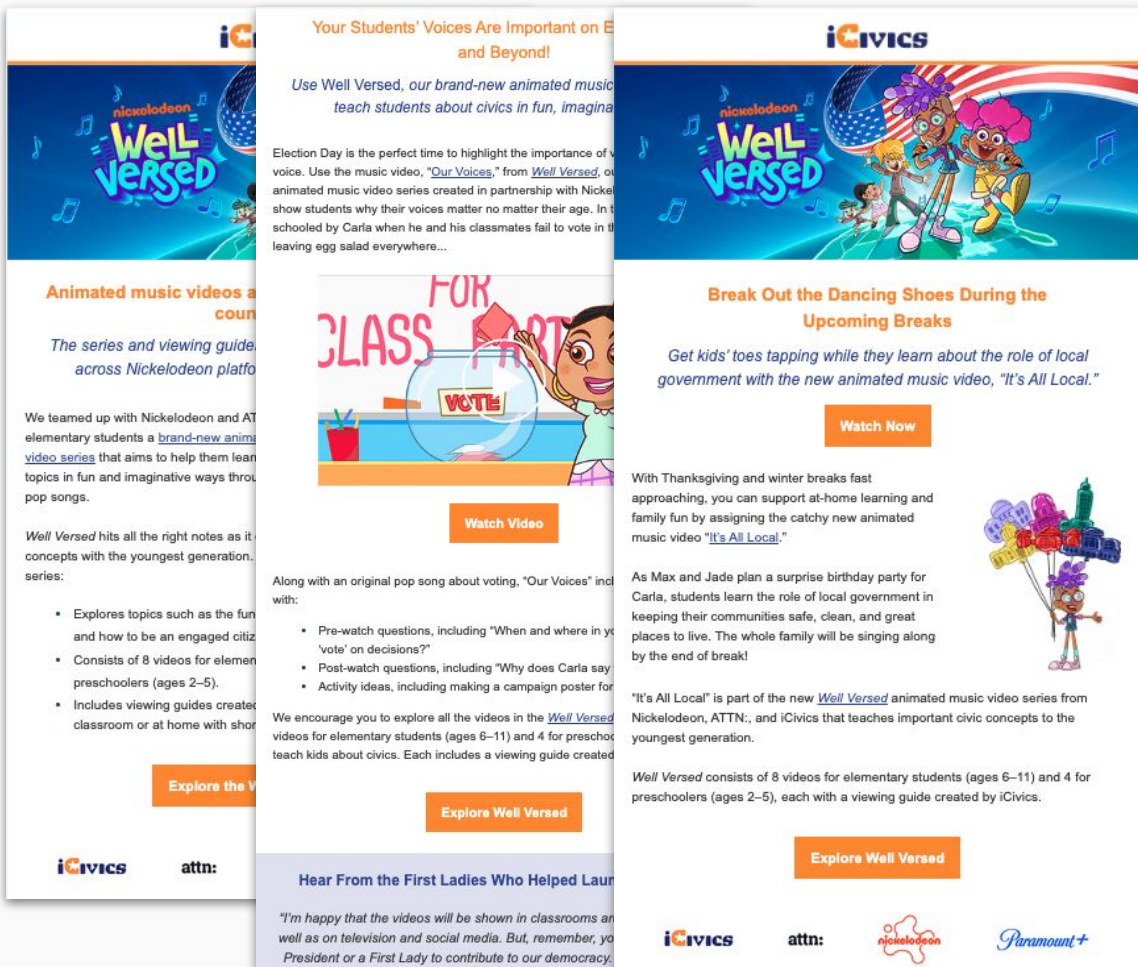 iC
nickelodeon
WELL
VERSED
Animated music videos a
coun
The series and viewing guide
across Nickelodeon platfo
We teamed up with Nickelodeon and AT
elementary students a brand-new anima
video series that aims to help them lear
topics in fun and imaginative ways throu
pop songs.
Well Versed hits all the right notes as it
concepts with the youngest generation.
series:
• Explores topics such as the fun
and how to be an engaged citiz
• Consists of 8 videos for elemen
preschoolers (ages 2–5).
• Includes viewing guides created
classroom or at home with shor
Explore the W
iCivics
attn:
Your Students’ Voices Are Important on E
and Beyond!
Use Well Versed, our brand-new animated music
teach students about civics in fun, imagina
Election Day is the perfect time to highlight the importance of v
voice. Use the music video, “Our Voices,” from Well Versed, ou
animated music video series created in partnership with Nickel
show students why their voices matter no matter their age. In t
schooled by Carla when he and his classmates fail to vote in th
leaving egg salad everywhere...
FOR
CLASS PART
VOTE
Watch Video
Along with an original pop song about voting, “Our Voices” incl
with:
• Pre-watch questions, including “When and where in yo
‘vote’ on decisions?”
• Post-watch questions, including “Why does Carla say
• Activity ideas, including making a campaign poster for
We encourage you to explore all the videos in the Well Versed
videos for elementary students (ages 6–11) and 4 for preschoo
teach kids about civics. Each includes a viewing guide created
Explore Well Versed
Hear From the First Ladies Who Helped Laun
“I’m happy that the videos will be shown in classrooms ar
well as on television and social media. But, remember, yo
President or a First Lady to contribute to our democracy.
iCivics
nickelodeon
WELL
VERSED
Break Out the Dancing Shoes During the
Upcoming Breaks
Get kids’ toes tapping while they learn about the role of local
government with the new animated music video, “It’s All Local.”
Watch Now
With Thanksgiving and winter breaks fast
approaching, you can support at-home learning and
family fun by assigning the catchy new animated
music video “It’s All Local.”
As Max and Jade plan a surprise birthday party for
Carla, students learn the role of local government in
keeping their communities safe, clean, and great
places to live. The whole family will be singing along
by the end of break!
“It’s All Local” is part of the new Well Versed animated music video series from
Nickelodeon, ATTN:, and iCivics that teaches important civic concepts to the
youngest generation.
Well Versed consists of 8 videos for elementary students (ages 6–11) and 4 for
preschoolers (ages 2–5), each with a viewing guide created by iCivics.
Explore Well Versed
iCivics
attn:
nickelodeon
Paramount+